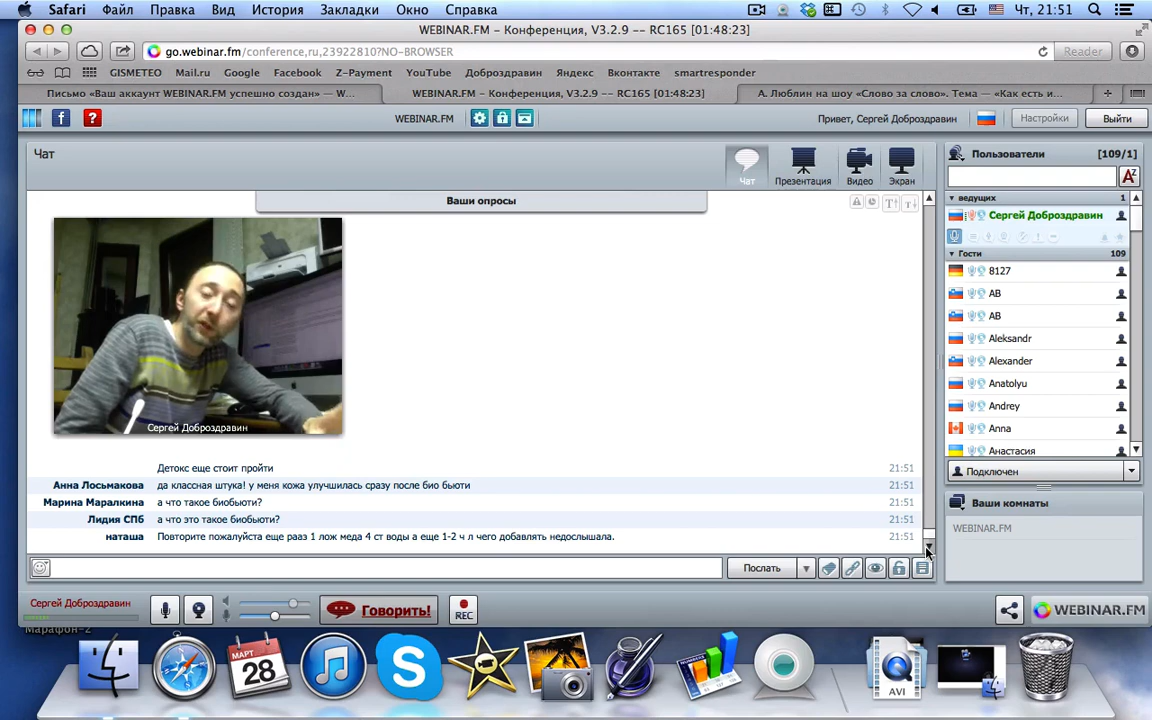 Safari Файл Правка Вид История Закладки Окно Справка Чт, 21:51
WEBINAR.FM – Конференция, V3.2.9 -- RC165 [01:48:23]
go.webinar.fm/conference,ru,23922810?NO-BROWSER Reader
GISMETEO Mail.ru Google Facebook Z-Payment YouTube Доброздравин Яндекс Вконтакте smartresponder
Письмо «Ваш аккаунт WEBINAR.FM успешно создан» — W... WEBINAR.FM – Конференция, V3.2.9 -- RC165 [01:48:23] А. Люблин на шоу «Слово за слово». Тема — «Как есть и...
WEBINAR.FM Привет, Сергей Доброздравин Настройки Выйти
Чат
Чат Презентация Видео Экран
Ваши опросы
Сергей Доброздравин
Детокс еще стоит пройти 21:51
Анна Лосьмакова да классная штука! у меня кожа улучшилась сразу после био бьюти 21:51
Марина Маралкина а что такое биобьюти? 21:51
Лидия СПб а что это такое биобьюти? 21:51
наташа Повторите пожалуйста еще рааз 1 лож меда 4 ст воды а еще 1-2 ч л чего добавлять недослышала. 21:51
Послать
Пользователи [109/1]
ведущих 1
Сергей Доброздравин
Гости 109
8127
AB
AB
Aleksandr
Alexander
Anatolyu
Andrey
Anna
Анастасия
Подключен
Ваши комнаты
WEBINAR.FM
Сергей Доброздравин Говорить! REC WEBINAR.FM
Марафон-2
МАРТ
28
NUMBERS
AVI